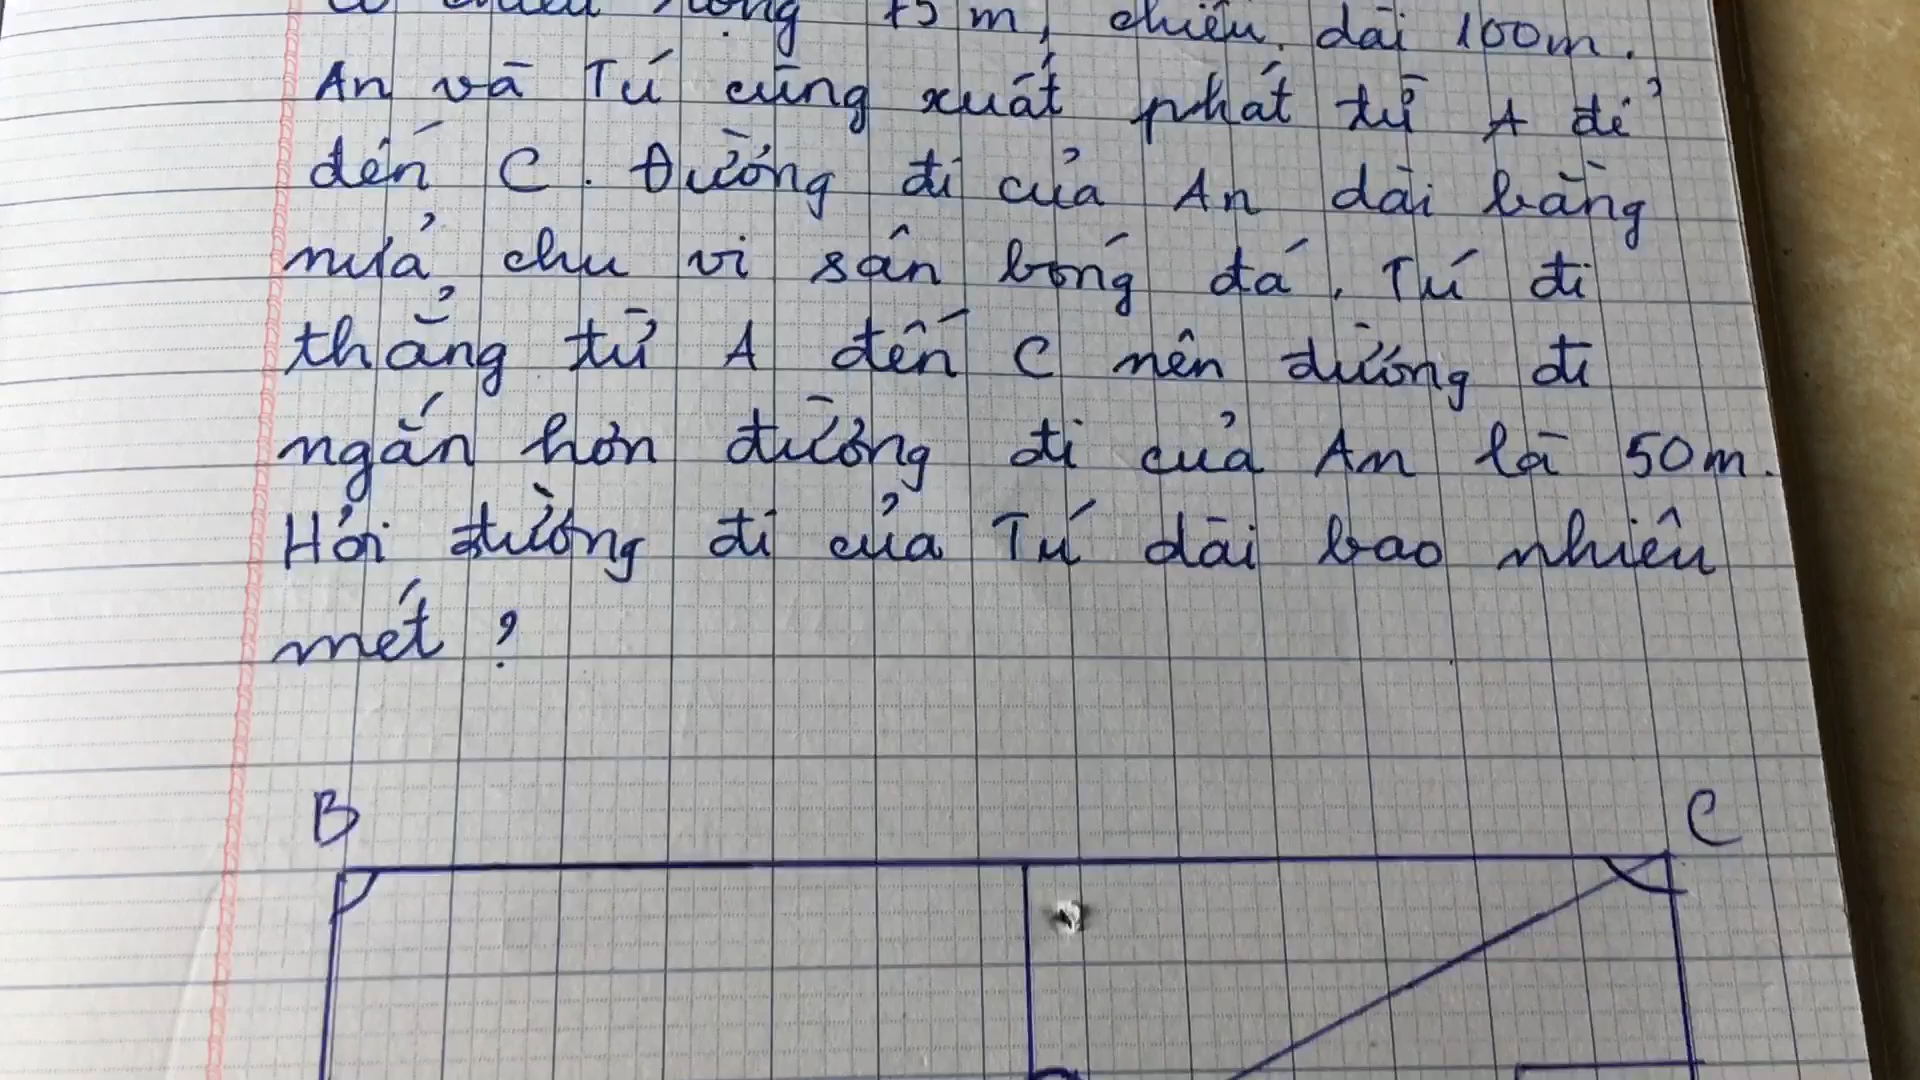 rộng 75 m, chiều dài 100m.
An và Tú cùng xuất phát từ A để
đến C. Đường đi của An dài bằng
nửa chu vi sân bóng đá. Tú đi
thẳng từ A đến C nên đường đi
ngắn hơn đường đi của An là 50m.
Hỏi đường đi của Tú dài bao nhiêu
mét ?
B C